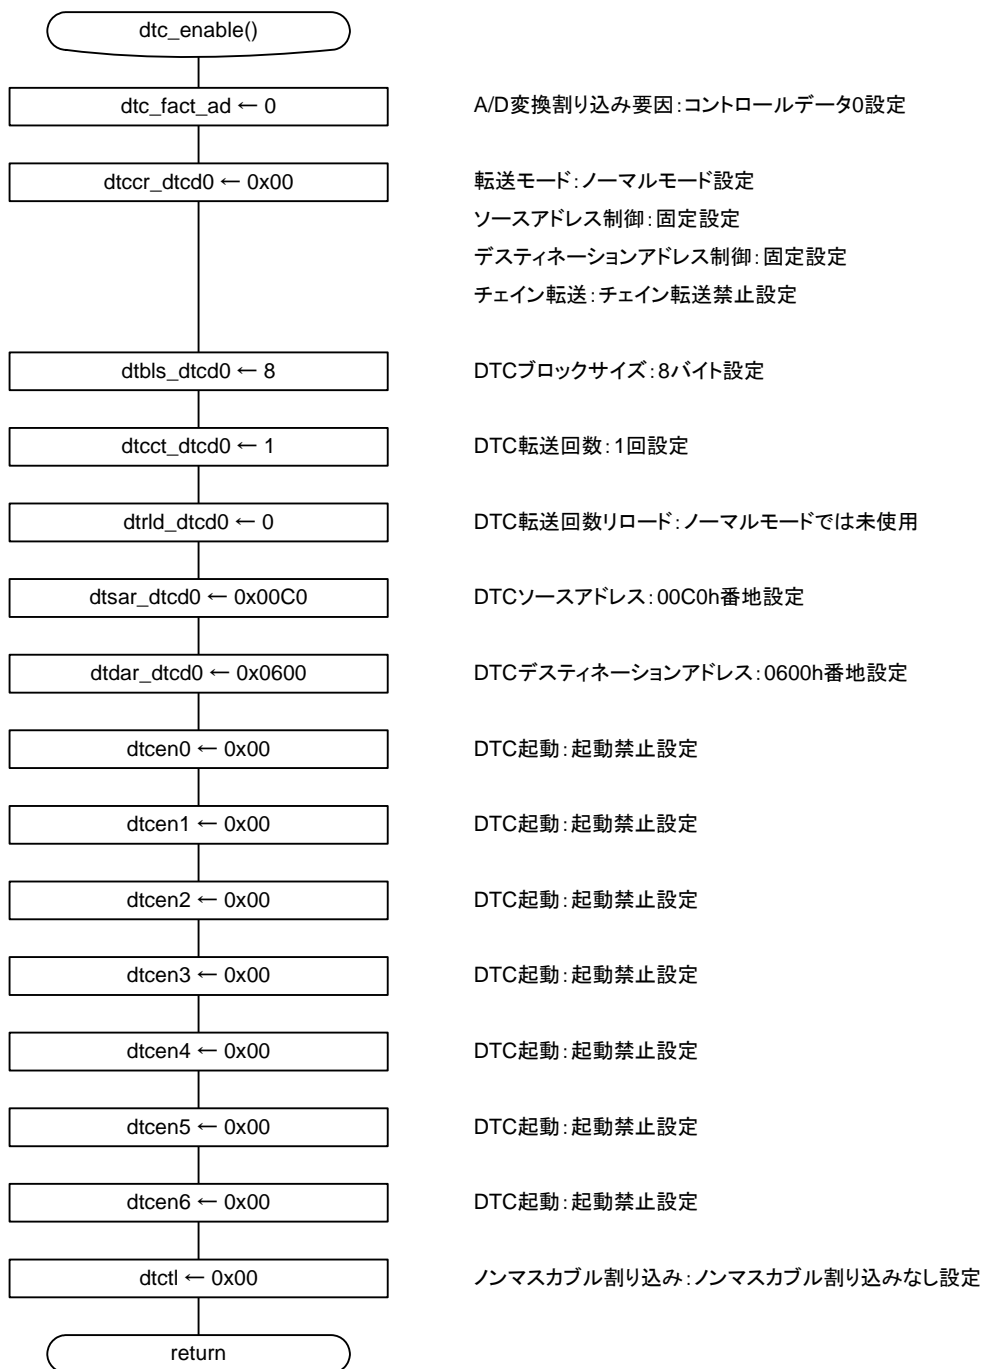 dtc_enable()
dtc_fact_ad ← 0
A/D変換割り込み要因：コントロールデータ0設定
dtccr_dtcd0 ← 0x00
転送モード：ノーマルモード設定
ソースアドレス制御：固定設定
デスティネーションアドレス制御：固定設定
チェイン転送：チェイン転送禁止設定
dtbls_dtcd0 ← 8
DTCブロックサイズ：8バイト設定
dtcct_dtcd0 ← 1
DTC転送回数：1回設定
dtrld_dtcd0 ← 0
DTC転送回数リロード：ノーマルモードでは未使用
dtsar_dtcd0 ← 0x00C0
DTCソースアドレス：00C0h番地設定
dtdar_dtcd0 ← 0x0600
DTCデスティネーションアドレス：0600h番地設定
dtcen0 ← 0x00
DTC起動：起動禁止設定
dtcen1 ← 0x00
DTC起動：起動禁止設定
dtcen2 ← 0x00
DTC起動：起動禁止設定
dtcen3 ← 0x00
DTC起動：起動禁止設定
dtcen4 ← 0x00
DTC起動：起動禁止設定
dtcen5 ← 0x00
DTC起動：起動禁止設定
dtcen6 ← 0x00
DTC起動：起動禁止設定
dtctl ← 0x00
ノンマスカブル割り込み：ノンマスカブル割り込みなし設定
return